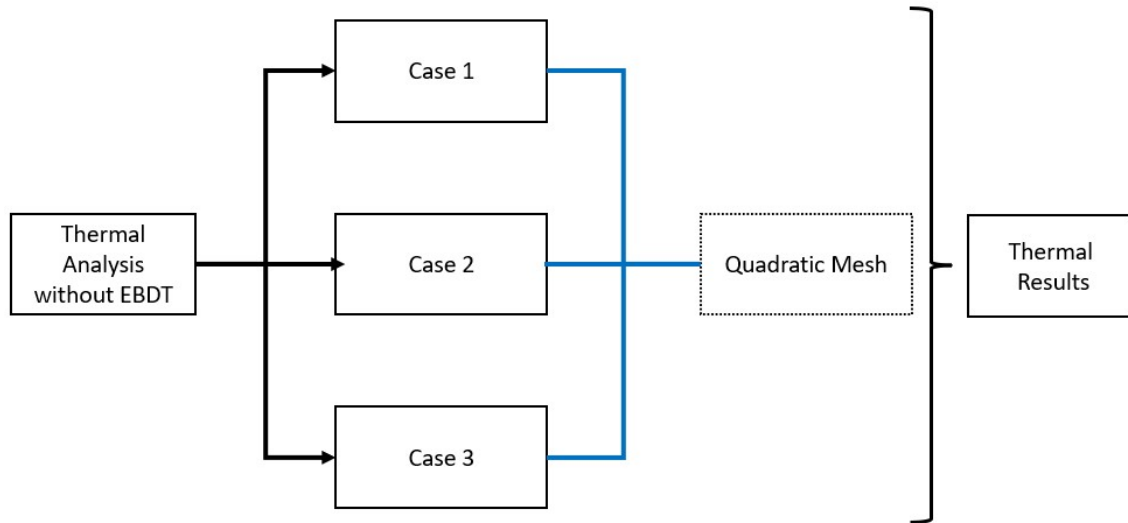 Case 1
Thermal
Analysis
without EBDT
Case 2
Quadratic Mesh
Thermal
Results
Case 3